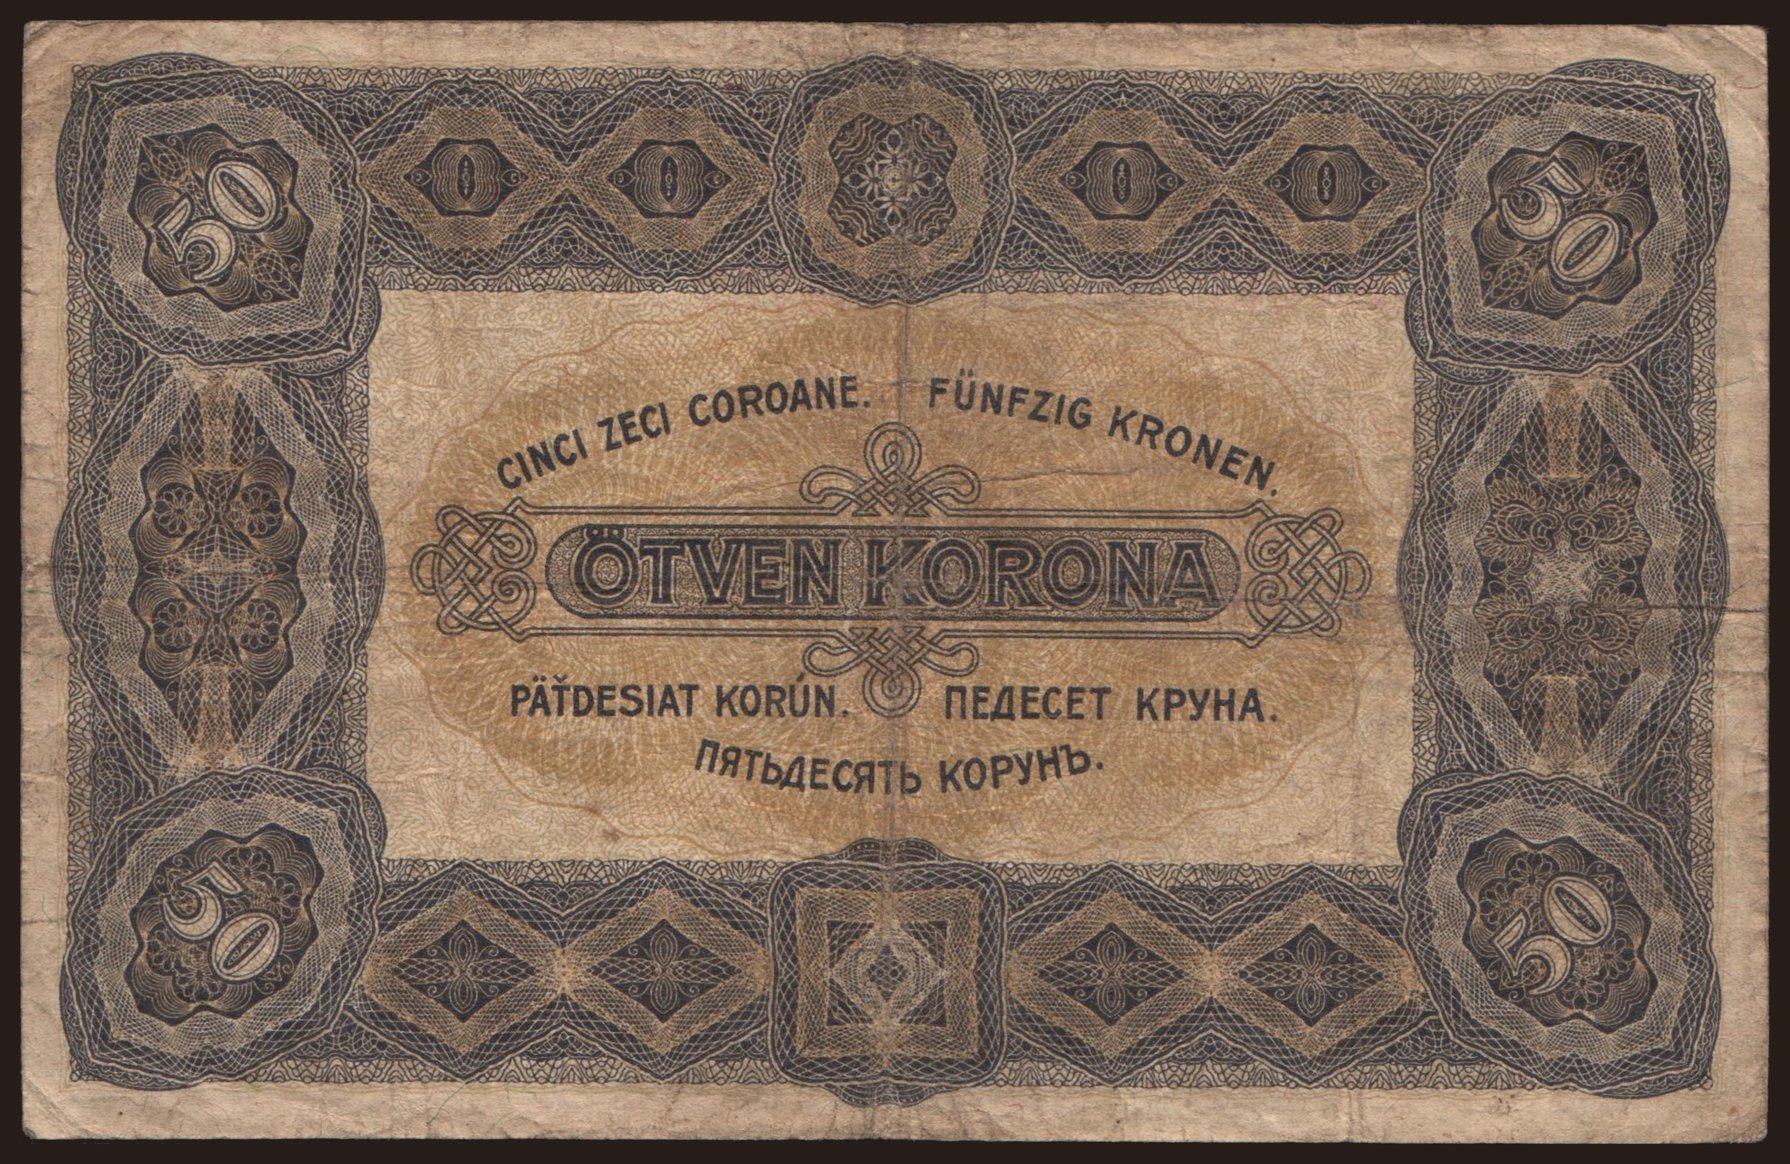 50
50
CINCI ZECI COROANE. FÜNFZIG KRONEN.
ÖTVEN KORONA
PÄŤDESIAT KORÚN. ПЕДЕСЕТ КРУНА.
ПЯТЬДЕСЯТЬ КОРУНЪ.
50
50